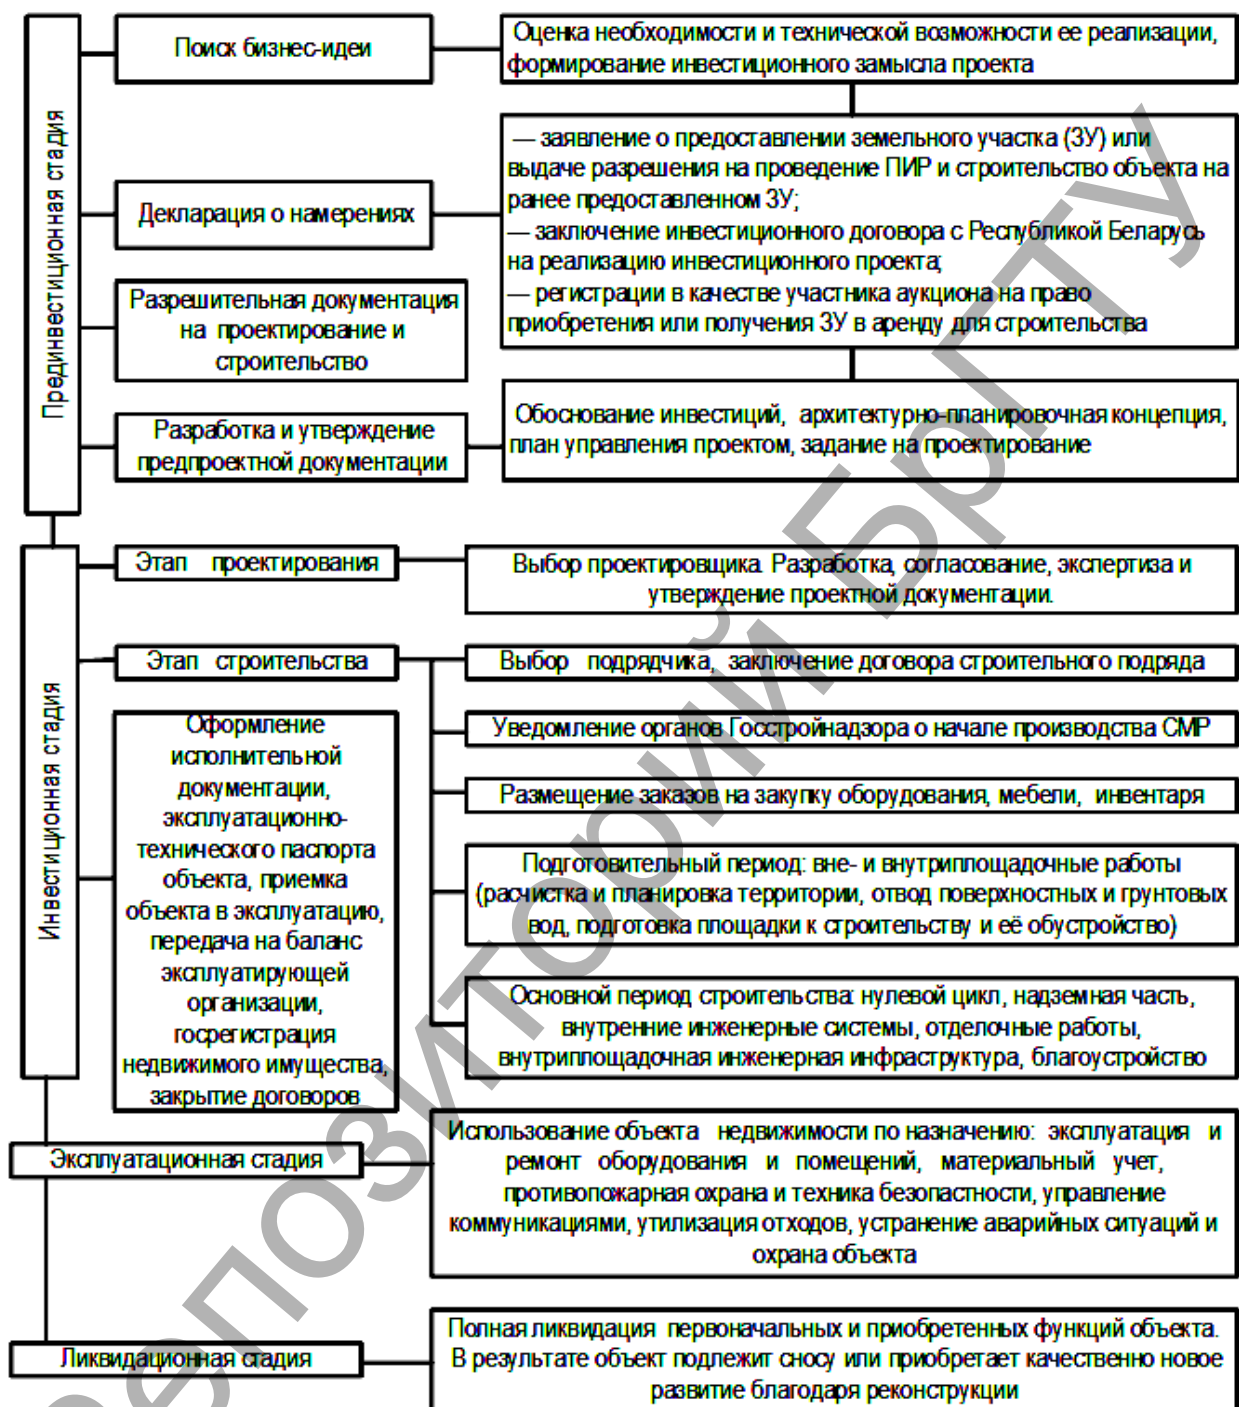 Прединвестиционная стадия
Поиск бизнес-идеи
Оценка необходимости и технической возможности ее реализации,
формирование инвестиционного замысла проекта
Декларация о намерениях
— заявление о предоставлении земельного участка (ЗУ) или
выдаче разрешения на проведение ПИР и строительство объекта на
ранее предоставленном ЗУ;
— заключение инвестиционного договора с Республикой Беларусь
на реализацию инвестиционного проекта;
— регистрации в качестве участника аукциона на право
приобретения или получения ЗУ в аренду для строительства
Разрешительная документация
на проектирование и
строительство
Разработка и утверждение
предпроектной документации
Обоснование инвестиций, архитектурно-планировочная концепция,
план управления проектом, задание на проектирование
Инвестиционная стадия
Этап проектирования
Выбор проектировщика. Разработка, согласование, экспертиза и
утверждение проектной документации.
Этап строительства
Выбор подрядчика, заключение договора строительного подряда
Уведомление органов Госстройнадзора о начале производства СМР
Размещение заказов на закупку оборудования, мебели, инвентаря
Подготовительный период: вне- и внутриплощадочные работы
(расчистка и планировка территории, отвод поверхностных и грунтовых
вод, подготовка площадки к строительству и её обустройство)
Основной период строительства: нулевой цикл, надземная часть,
внутренние инженерные системы, отделочные работы,
внутриплощадочная инженерная инфраструктура, благоустройство
Оформление
исполнительной
документации,
эксплуатационно-
технического паспорта
объекта, приемка
объекта в эксплуатацию,
передача на баланс
эксплуатирующей
организации,
госрегистрация
недвижимого имущества,
закрытие договоров
Эксплуатационная стадия
Использование объекта недвижимости по назначению: эксплуатация и
ремонт оборудования и помещений, материальный учет,
противопожарная охрана и техника безопастности, управление
коммуникациями, утилизация отходов, устранение аварийных ситуаций и
охрана объекта
Ликвидационная стадия
Полная ликвидация первоначальных и приобретенных функций объекта.
В результате объект подлежит сносу или приобретает качественно новое
развитие благодаря реконструкции
Репозиторий БрГТУ